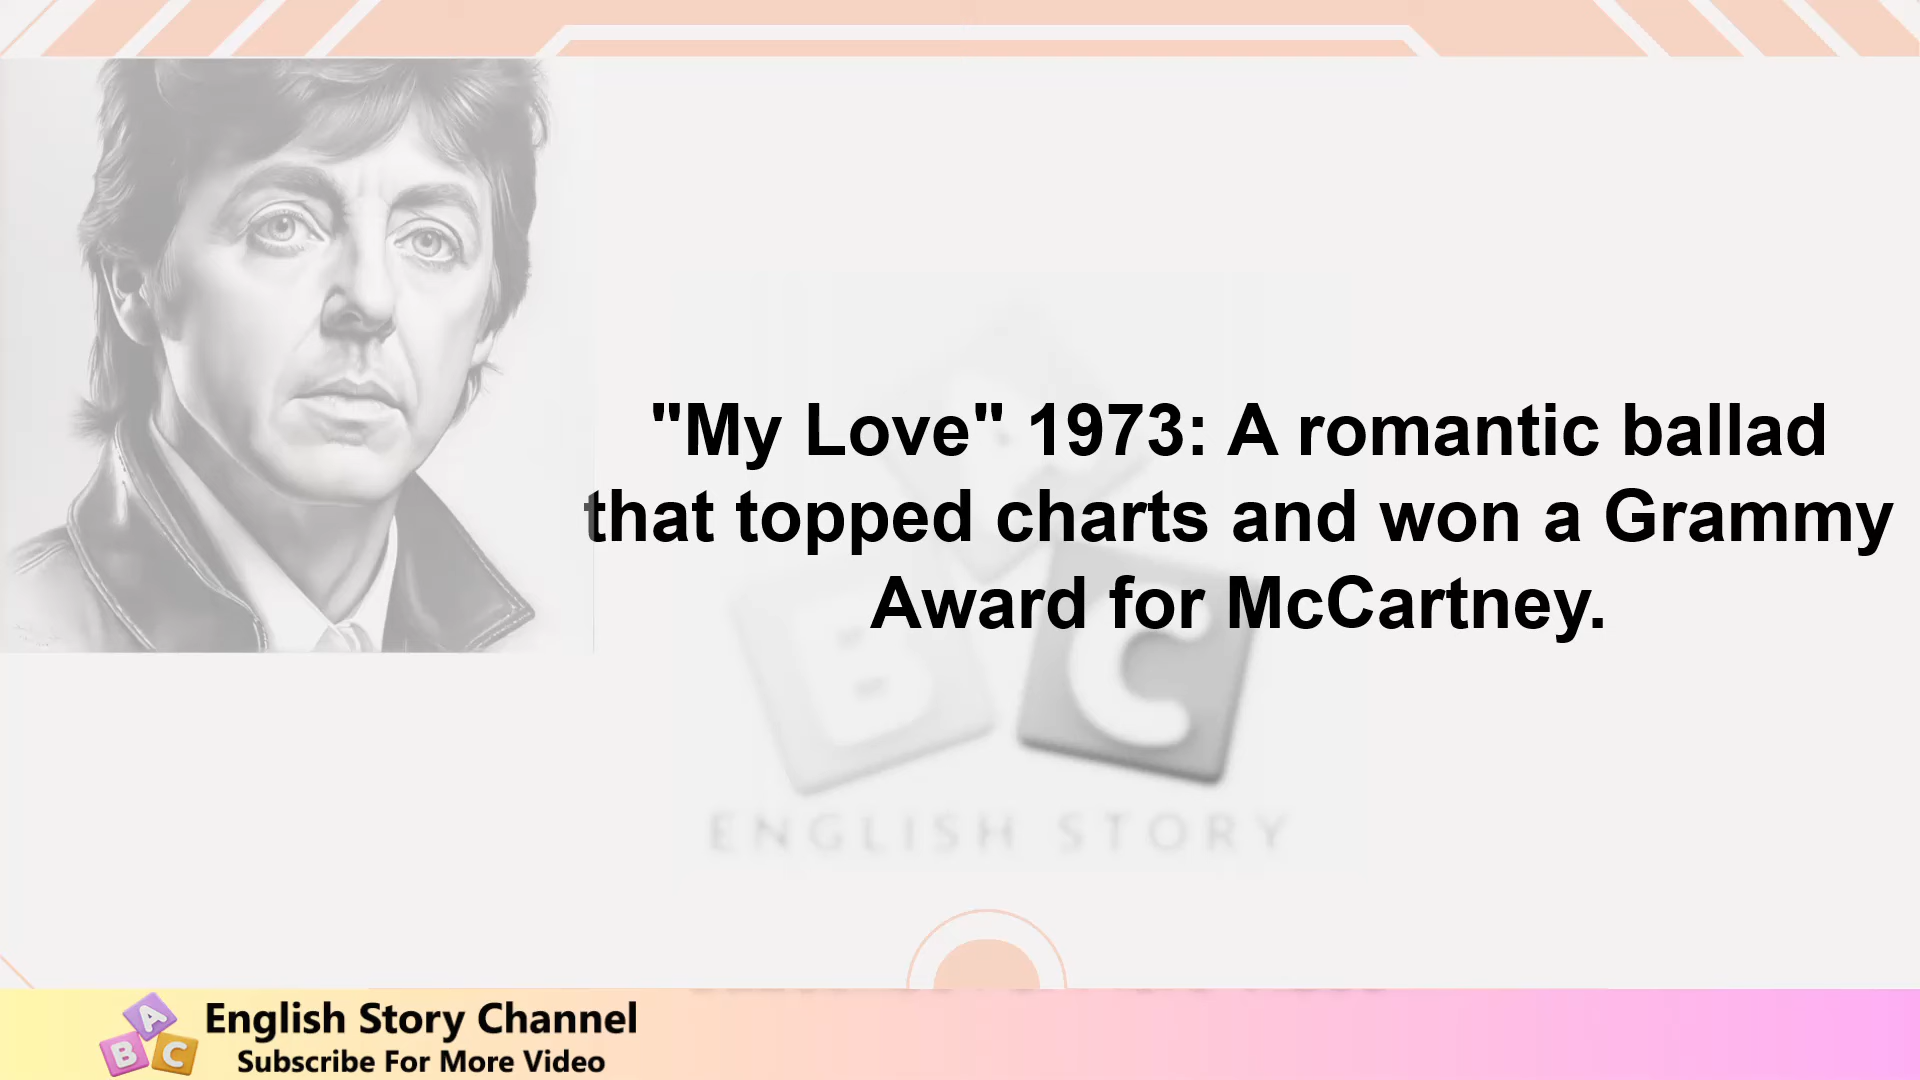 "My Love" 1973: A romantic ballad
that topped charts and won a Grammy
Award for McCartney.
B C
ENGLISH STORY
A
B C
English Story Channel
Subscribe For More Video